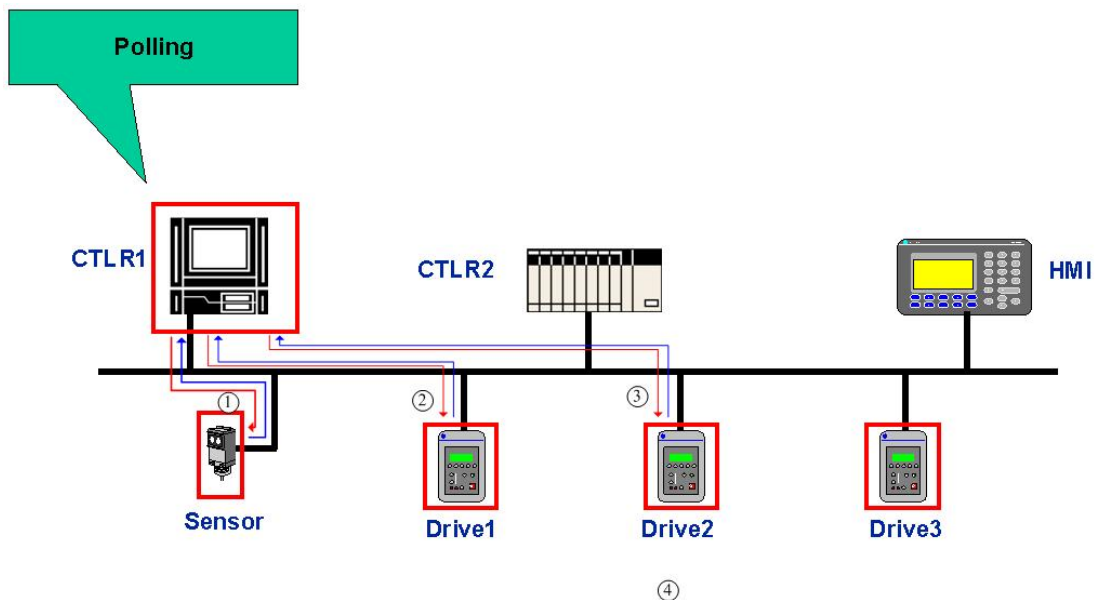 Polling
CTLR1
CTLR2
HMI
①
②
③
Sensor
Drive1
Drive2
Drive3
④